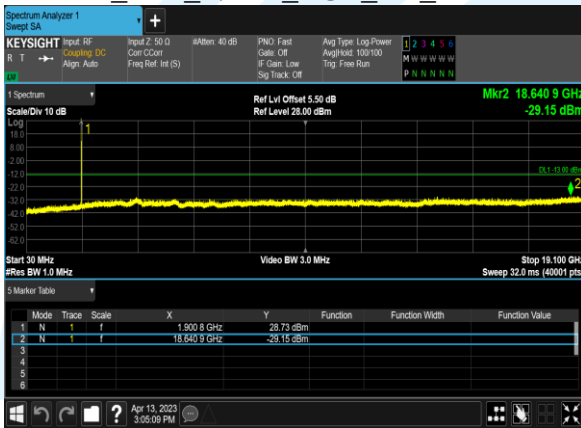 Spectrum Analyzer 1
Swept SA
KEYSIGHT
R T
LV
Input: RF
Coupling: DC
Align: Auto
Input Z: 50 Ω
Corr CCorr
Freq Ref: Int (S)
#Atten: 40 dB
PNO: Fast
Gate: Off
IF Gain: Low
Sig Track: Off
Avg Type: Log-Power
Avg|Hold: 100/100
Trig: Free Run
1 2 3 4 5 6
M W W W W W
P N N N N N
1 Spectrum
Scale/Div 10 dB
Log
Ref Lvl Offset 5.50 dB
Ref Level 28.00 dBm
Mkr2 18.640 9 GHz
-29.15 dBm
18.0
8.00
-2.00
-12.0
-22.0
-32.0
-42.0
-52.0
-62.0
1
DL1 -13.00 dBm
2
Start 30 MHz
#Res BW 1.0 MHz
Video BW 3.0 MHz
Stop 19.100 GHz
Sweep 32.0 ms (40001 pts
5 Marker Table
Mode Trace Scale X Y Function Function Width Function Value
1 N 1 f 1.900 8 GHz 28.73 dBm
2 N 1 f 18.640 9 GHz -29.15 dBm
3
4
5
6
?
Apr 13, 2023
3:05:09 PM